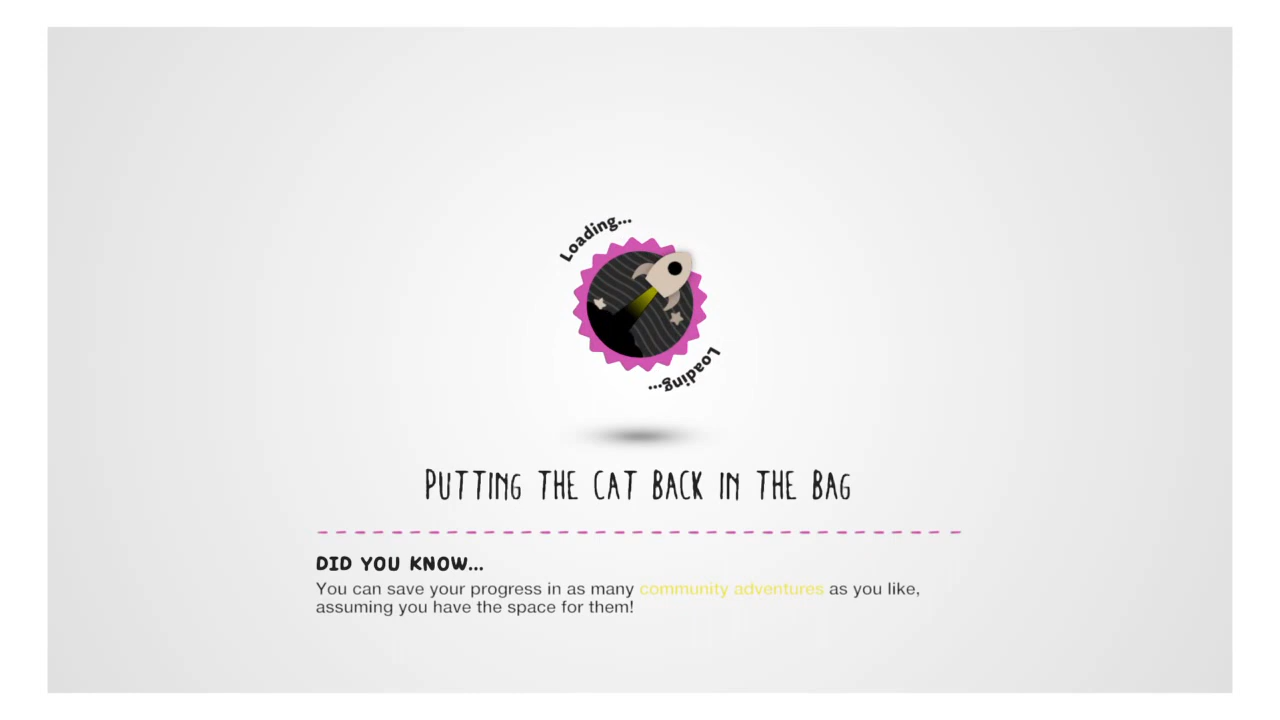 Loading...
Loading...
PUTTING THE CAT BACK IN THE BAG
DID YOU KNOW...
You can save your progress in as many community adventures as you like,
assuming you have the space for them!